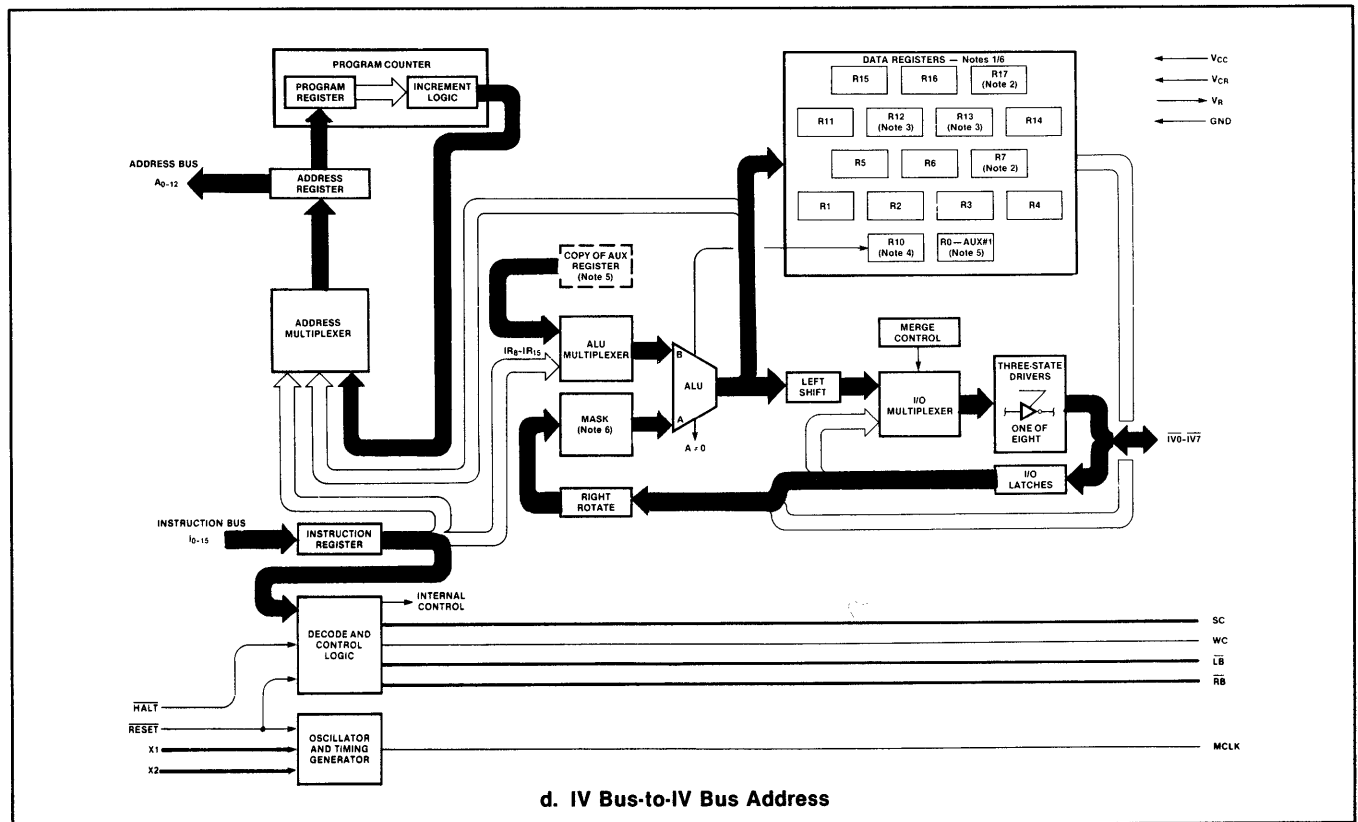 PROGRAM COUNTER
PROGRAM
REGISTER
INCREMENT
LOGIC
ADDRESS BUS
A0-12
ADDRESS
REGISTER
ADDRESS
MULTIPLEXER
DATA REGISTERS — Notes 1/6
R15
R16
R17
(Note 2)
R11
R12
(Note 3)
R13
(Note 3)
R14
R5
R6
R7
(Note 2)
R1
R2
R3
R4
R10
(Note 4)
R0—AUX#1
(Note 5)
VCC
VCR
VR
GND
COPY OF AUX
REGISTER
(Note 5)
IR8–IR15
ALU
MULTIPLEXER
MASK
(Note 6)
B
ALU
A
A ≠ 0
LEFT
SHIFT
MERGE
CONTROL
I/O
MULTIPLEXER
THREE-STATE
DRIVERS
ONE OF
EIGHT
IV0–IV7
I/O
LATCHES
RIGHT
ROTATE
INSTRUCTION BUS
I0-15
INSTRUCTION
REGISTER
INTERNAL
CONTROL
DECODE AND
CONTROL
LOGIC
SC
WC
LB
RB
HALT
RESET
X1
X2
OSCILLATOR
AND TIMING
GENERATOR
MCLK
d. IV Bus-to-IV Bus Address